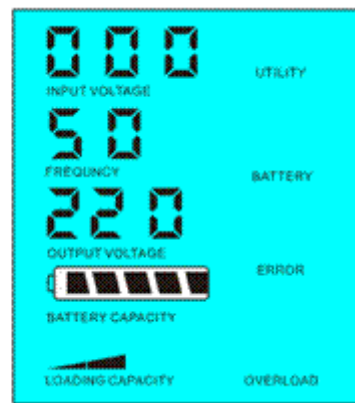 000
UTILITY
INPUT VOLTAGE
50
FREQUNCY
BATTERY
220
OUTPUT VOLTAGE
ERROR
BATTERY CAPACITY
LOADING CAPACITY
OVERLOAD